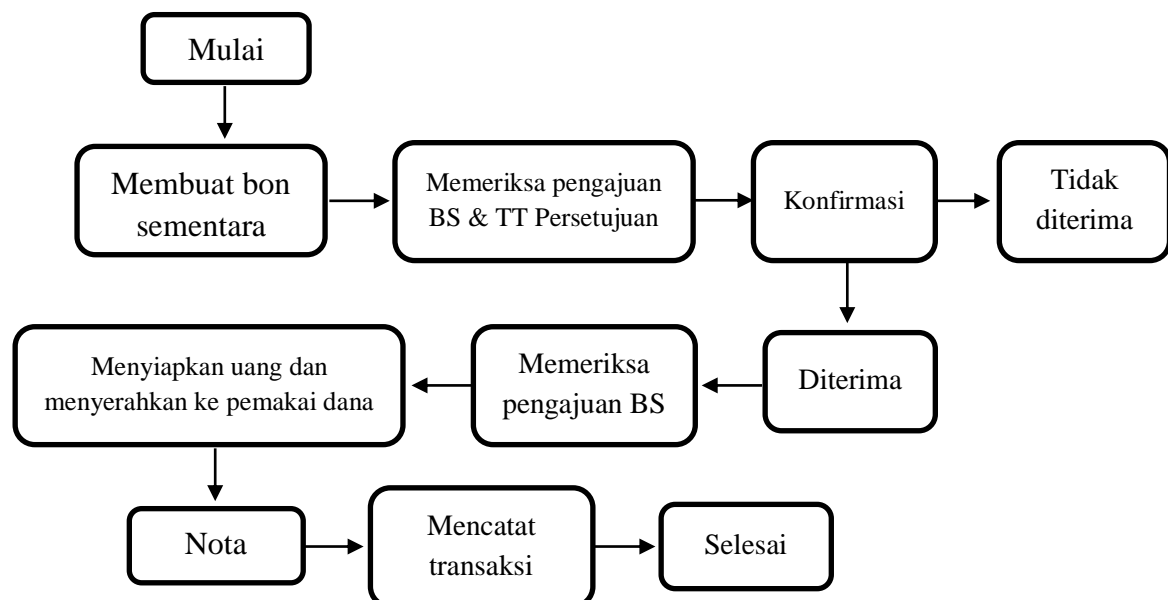 Mulai
Membuat bon
sementara
Memeriksa pengajuan
BS & TT Persetujuan
Konfirmasi
Tidak
diterima
Diterima
Memeriksa
pengajuan BS
Menyiapkan uang dan
menyerahkan ke pemakai dana
Nota
Mencatat
transaksi
Selesai